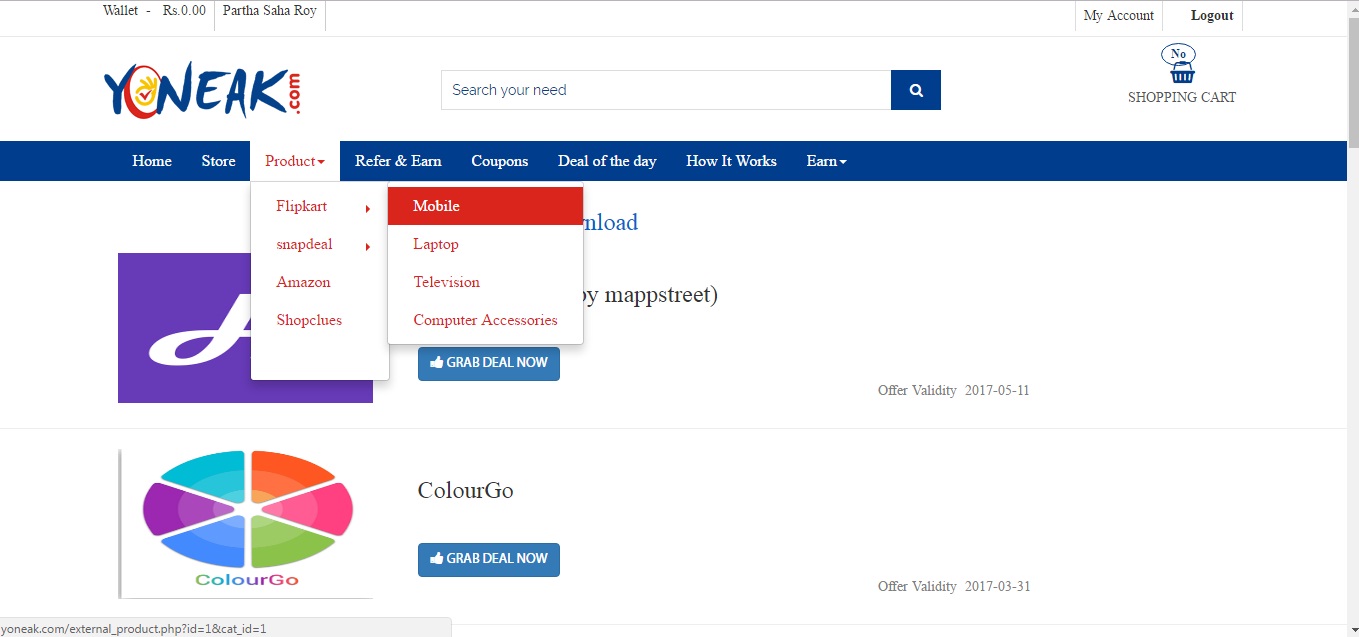 Wallet - Rs.0.00 Partha Saha Roy My Account Logout
No
YONEAK.com
Search your need
SHOPPING CART
Home Store Product Refer & Earn Coupons Deal of the day How It Works Earn
Flipkart Mobile
nload
snapdeal Laptop
Amazon Television
by mappstreet)
Shopclues Computer Accessories
GRAB DEAL NOW
Offer Validity 2017-05-11
ColourGo
GRAB DEAL NOW
ColourGo
Offer Validity 2017-03-31
yoneak.com/external_product.php?id=1&cat_id=1